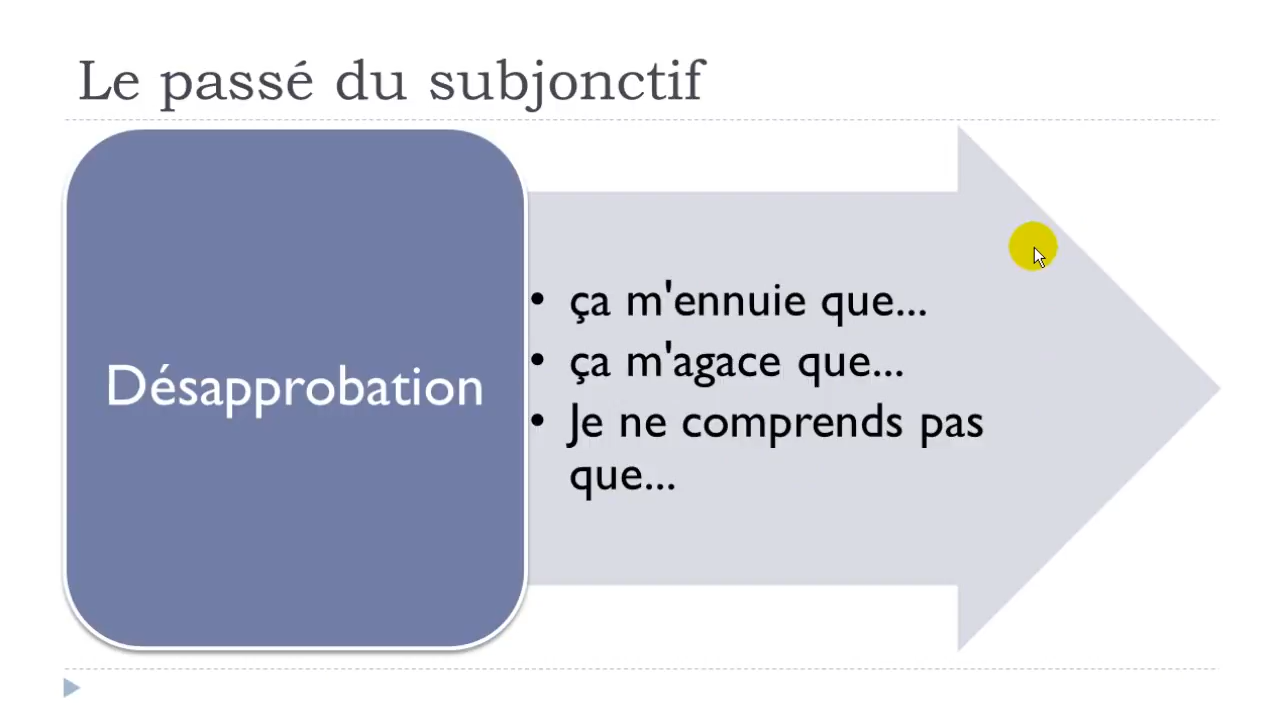 Le passé du subjonctif
Désapprobation
• ça m'ennuie que...
• ça m'agace que...
• Je ne comprends pas
que...